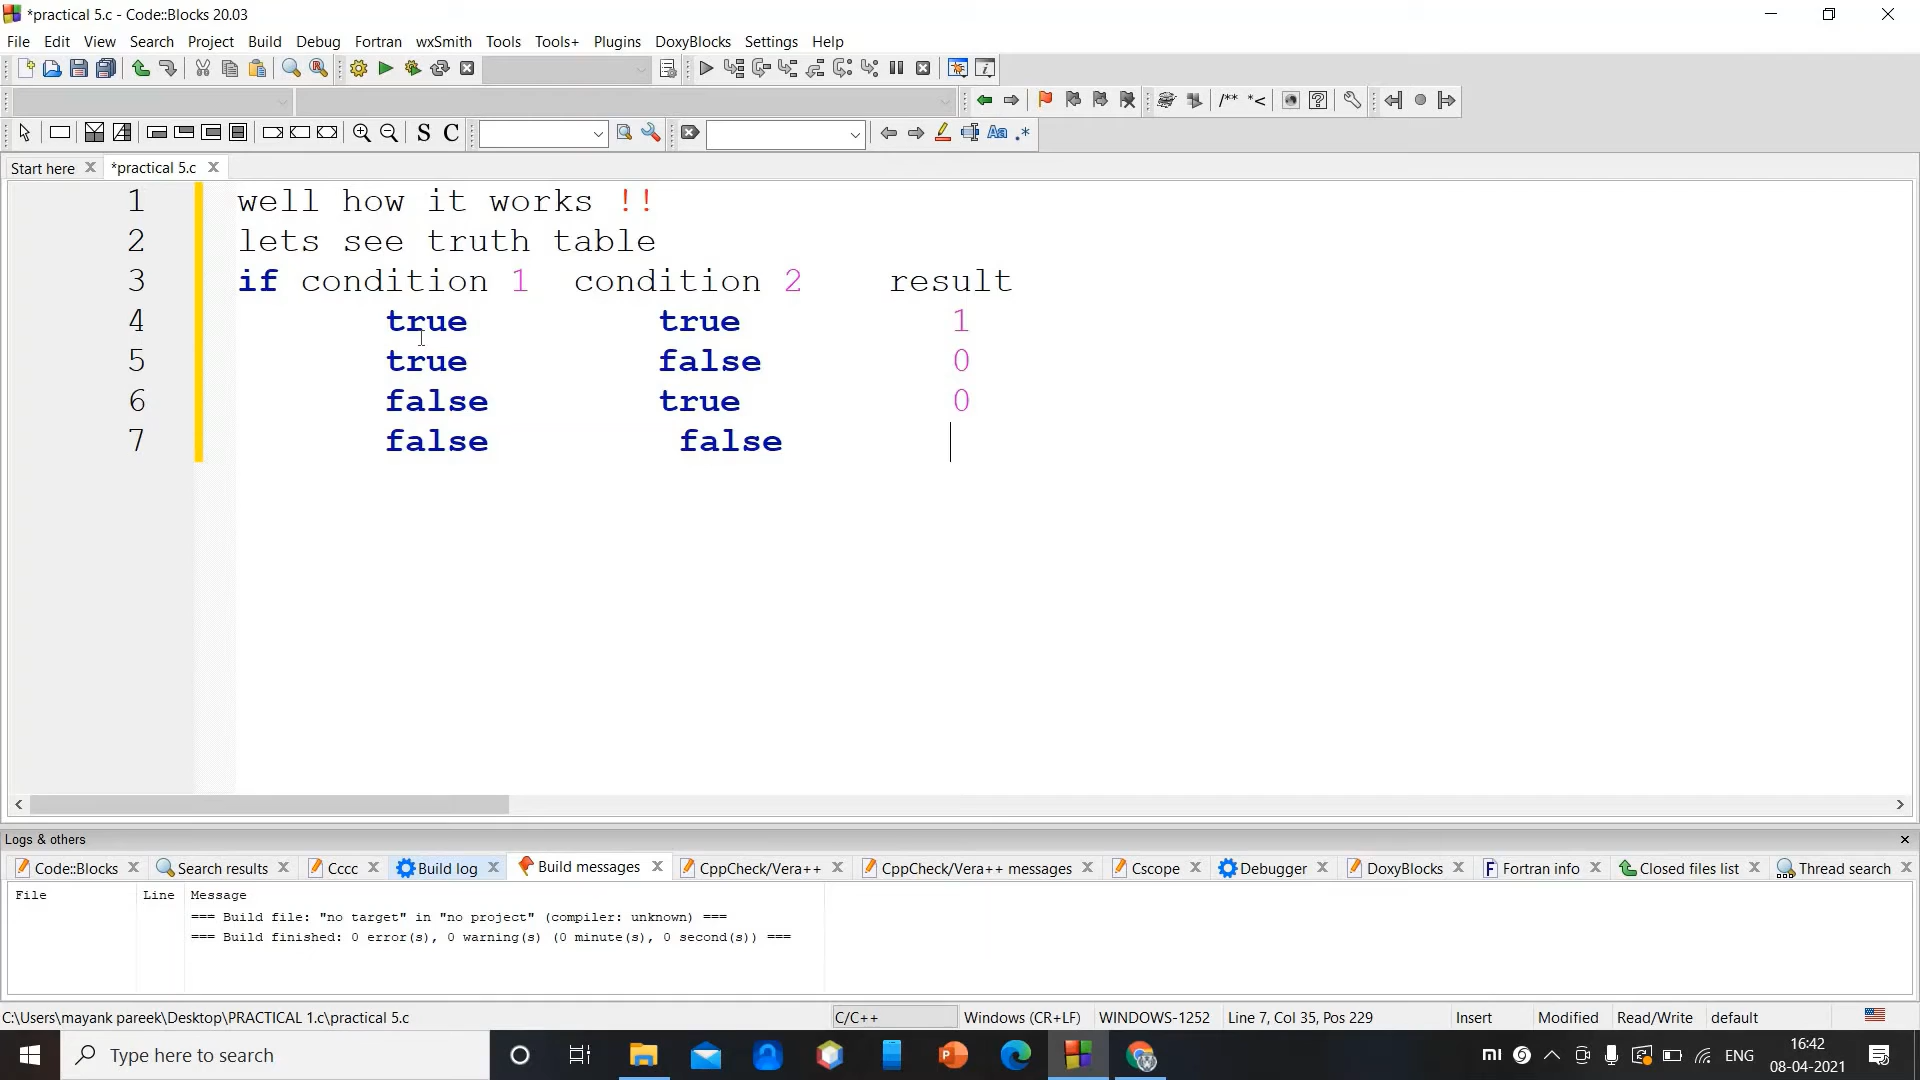 *practical 5.c - Code::Blocks 20.03
File Edit View Search Project Build Debug Fortran wxSmith Tools Tools+ Plugins DoxyBlocks Settings Help
/** *<
S C Aa .*
Start here *practical 5.c
1 well how it works !!
2 lets see truth table
3 if condition 1 condition 2 result
4 true true 1
5 true false 0
6 false true 0
7 false false
Logs & others
Code::Blocks Search results Cccc Build log Build messages CppCheck/Vera++ CppCheck/Vera++ messages Cscope Debugger DoxyBlocks Fortran info Closed files list Thread search
File Line Message
=== Build file: "no target" in "no project" (compiler: unknown) ===
=== Build finished: 0 error(s), 0 warning(s) (0 minute(s), 0 second(s)) ===
C:\Users\mayank pareek\Desktop\PRACTICAL 1.c\practical 5.c C/C++ Windows (CR+LF) WINDOWS-1252 Line 7, Col 35, Pos 229 Insert Modified Read/Write default
Type here to search
ENG
16:42
08-04-2021